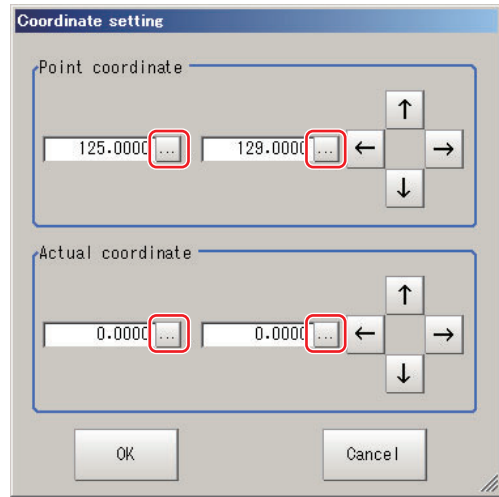 Coordinate setting
Point coordinate
↑
125.0000 ... 129.0000 ... ← →
↓
Actual coordinate
↑
0.0000 ... 0.0000 ... ← →
↓
OK Cancel